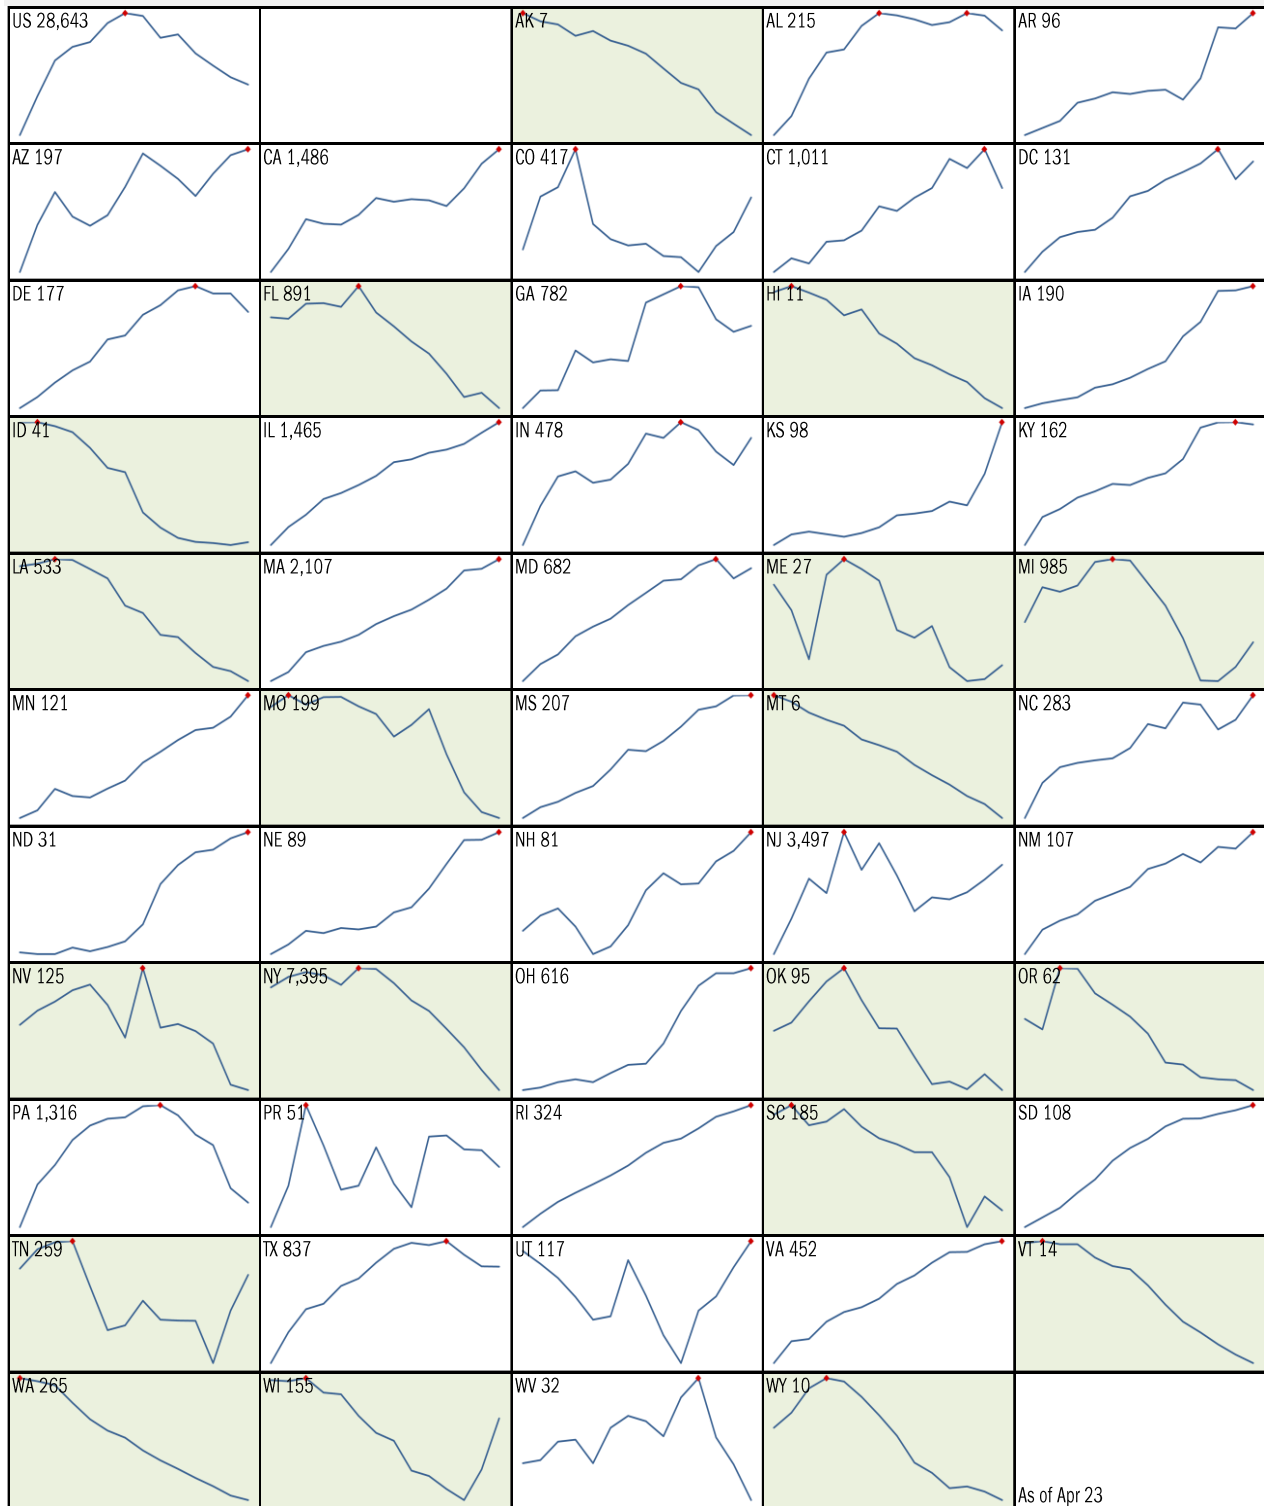 US 28,643
AK 7
AL 215
AR 96
AZ 197
CA 1,486
CO 417
CT 1,011
DC 131
DE 177
FL 891
GA 782
HI 11
IA 190
ID 41
IL 1,465
IN 478
KS 98
KY 162
LA 533
MA 2,107
MD 682
ME 27
MI 985
MN 121
MO 199
MS 207
MT 6
NC 283
ND 31
NE 89
NH 81
NJ 3,497
NM 107
NV 125
NY 7,395
OH 616
OK 95
OR 62
PA 1,316
PR 51
RI 324
SC 185
SD 108
TN 259
TX 837
UT 117
VA 452
VT 14
WA 265
WI 155
WV 32
WY 10
As of Apr 23